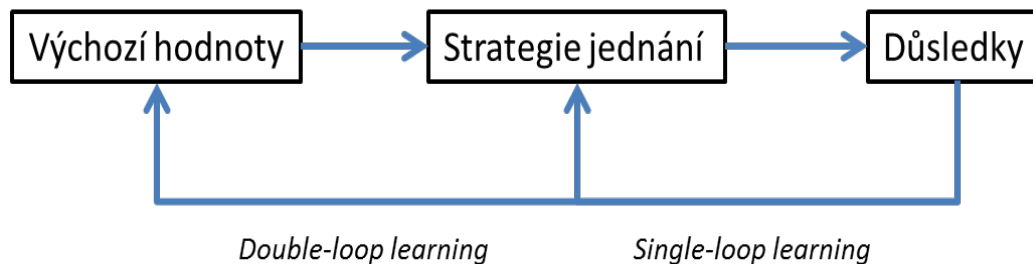 Výchozí hodnoty
Strategie jednání
Důsledky
Double-loop learning
Single-loop learning